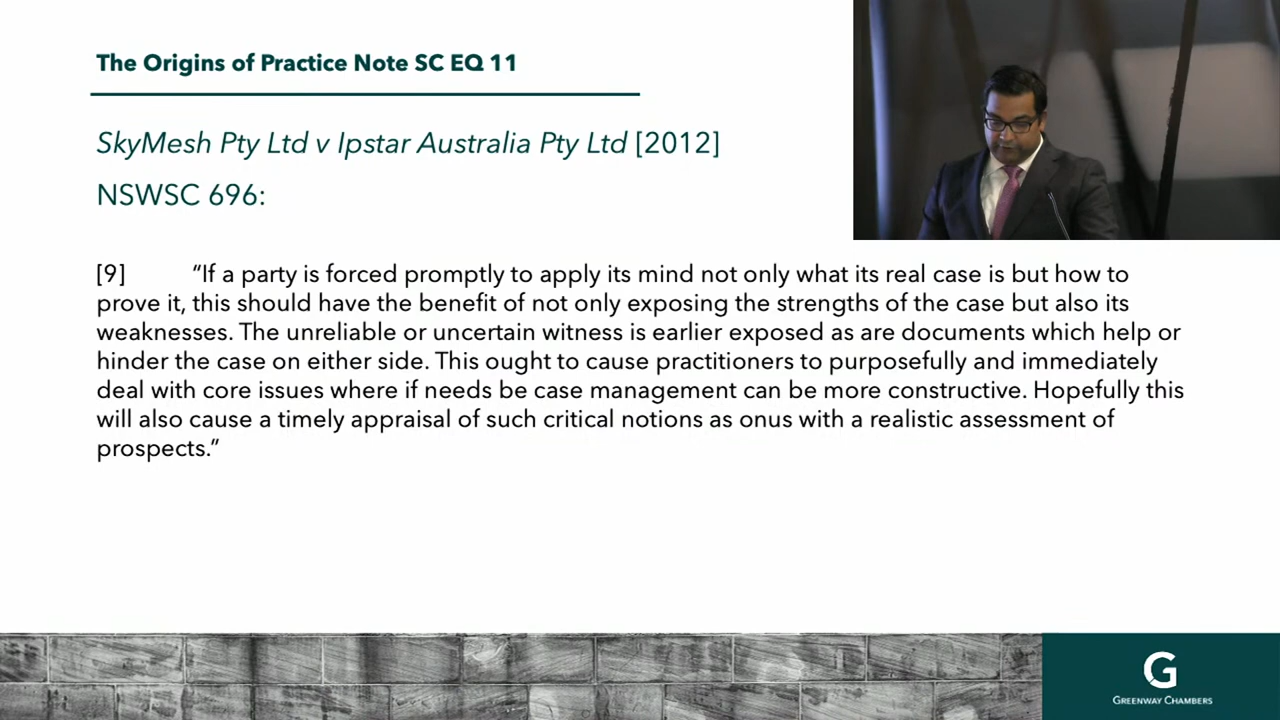 The Origins of Practice Note SC EQ 11
SkyMesh Pty Ltd v Ipstar Australia Pty Ltd [2012]
NSWSC 696:
[9] “If a party is forced promptly to apply its mind not only what its real case is but how to
prove it, this should have the benefit of not only exposing the strengths of the case but also its
weaknesses. The unreliable or uncertain witness is earlier exposed as are documents which help or
hinder the case on either side. This ought to cause practitioners to purposefully and immediately
deal with core issues where if needs be case management can be more constructive. Hopefully this
will also cause a timely appraisal of such critical notions as onus with a realistic assessment of
prospects.”
G
GREENWAY CHAMBERS